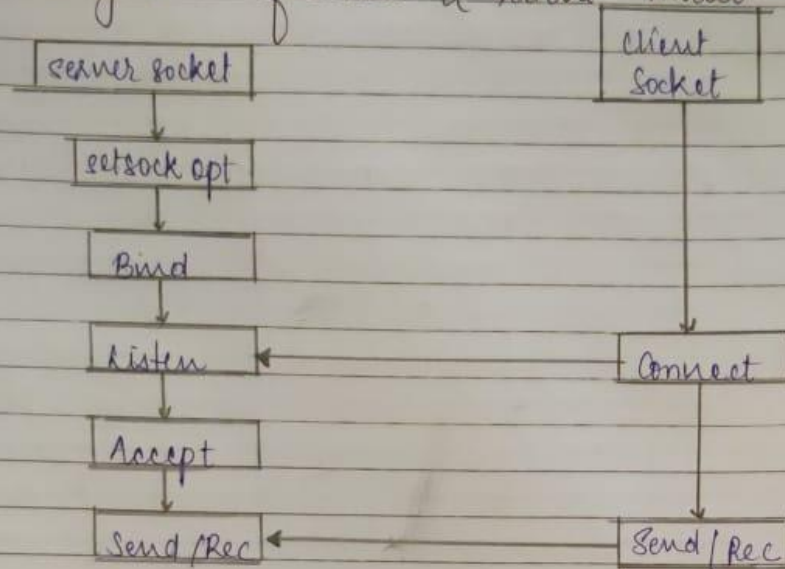 server socket
client
Socket
setsock opt
Bind
Listen
Connect
Accept
Send/Rec
Send/Rec